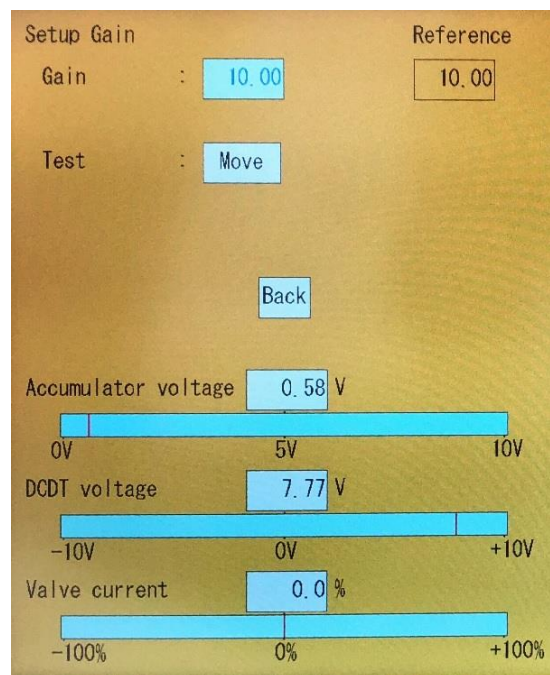 Setup Gain Reference
Gain : 10.00 10.00
Test : Move
Back
Accumulator voltage 0.58 V
0V 5V 10V
DCDT voltage 7.77 V
-10V 0V +10V
Valve current 0.0 %
-100% 0% +100%